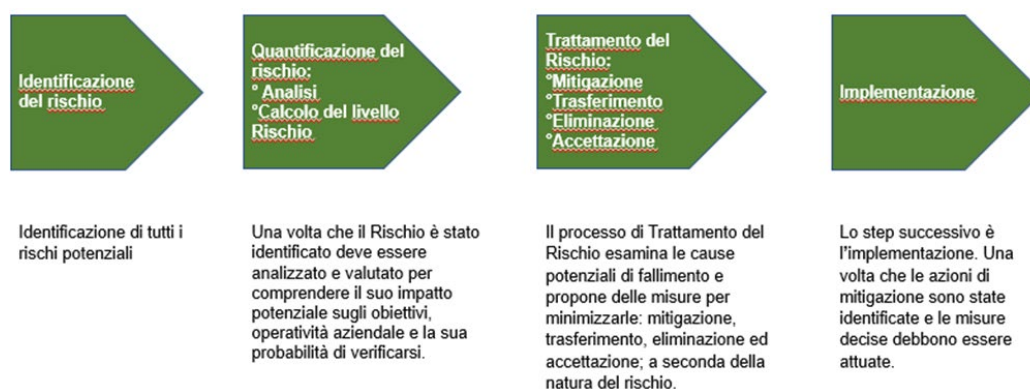 Identificazione
del rischio
Quantificazione del
rischio:
° Analisi
°Calcolo del livello
Rischio
Trattamento del
Rischio:
°Mitigazione
°Trasferimento
°Eliminazione
°Accettazione
Implementazione
Identificazione di tutti i
rischi potenziali
Una volta che il Rischio è stato
identificato deve essere
analizzato e valutato per
comprendere il suo impatto
potenziale sugli obiettivi,
operatività aziendale e la sua
probabilità di verificarsi.
Il processo di Trattamento del
Rischio esamina le cause
potenziali di fallimento e
propone delle misure per
minimizzarle: mitigazione,
trasferimento, eliminazione ed
accettazione; a seconda della
natura del rischio.
Lo step successivo è
l'implementazione. Una
volta che le azioni di
mitigazione sono state
identificate e le misure
decise debbono essere
attuate.